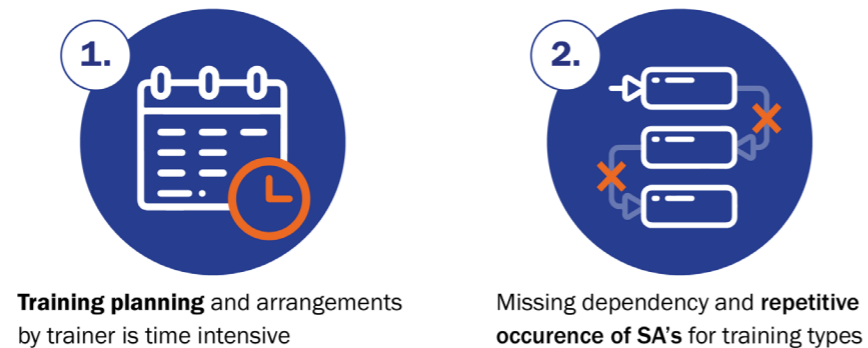 1.
Training planning and arrangements
by trainer is time intensive
2.
Missing dependency and repetitive
occurence of SA's for training types